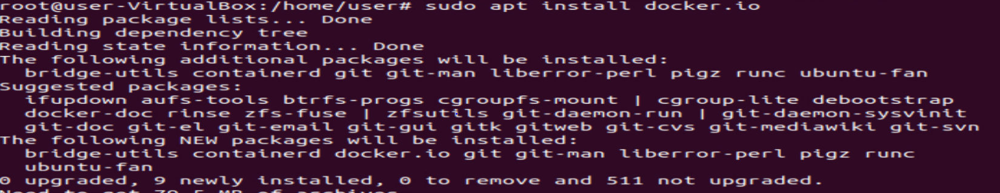 root@user-VirtualBox:/home/user# sudo apt install docker.io
Reading package lists... Done
Building dependency tree
Reading state information... Done
The following additional packages will be installed:
  bridge-utils containerd git git-man liberror-perl pigz runc ubuntu-fan
Suggested packages:
  ifupdown aufs-tools btrfs-progs cgroupfs-mount | cgroup-lite debootstrap
  docker-doc rinse zfs-fuse | zfsutils git-daemon-run | git-daemon-sysvinit
  git-doc git-el git-email git-gui gitk gitweb git-cvs git-mediawiki git-svn
The following NEW packages will be installed:
  bridge-utils containerd docker.io git git-man liberror-perl pigz runc
  ubuntu-fan
0 upgraded, 9 newly installed, 0 to remove and 511 not upgraded.
Need to get